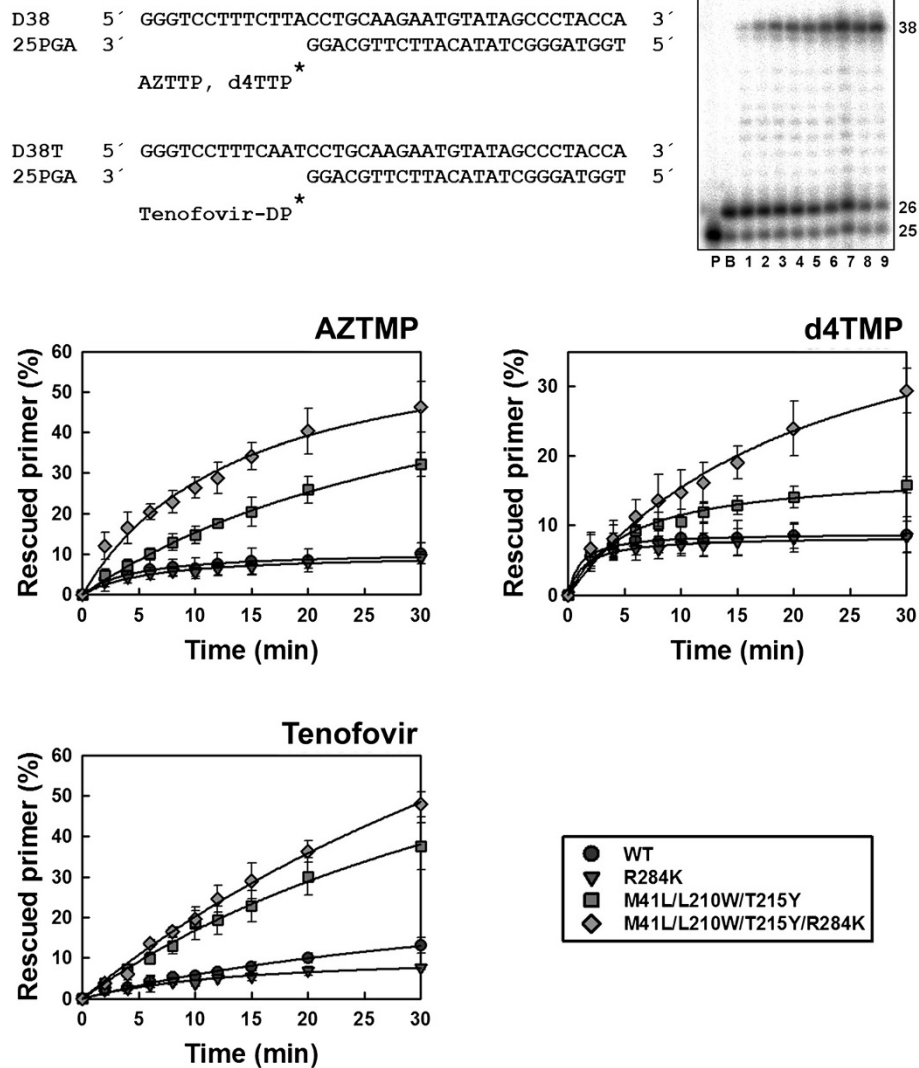 D38 5´ GGGTCCTTTCTTACCTGCAAGAATGTATAGCCCTACCA 3´
25PGA 3´ GGACGTTCTTACATATCGGGATGGT 5´
AZTTP, d4TTP*
D38T 5´ GGGTCCTTTCAATCCTGCAAGAATGTATAGCCCTACCA 3´
25PGA 3´ GGACGTTCTTACATATCGGGATGGT 5´
Tenofovir-DP*
38
26
25
P B 1 2 3 4 5 6 7 8 9
AZTMP
Rescued primer (%)
60
50
40
30
20
10
0
0 5 10 15 20 25 30
Time (min)
d4TMP
Rescued primer (%)
30
20
10
0
0 5 10 15 20 25 30
Time (min)
Tenofovir
Rescued primer (%)
60
50
40
30
20
10
0
0 5 10 15 20 25 30
Time (min)
WT
R284K
M41L/L210W/T215Y
M41L/L210W/T215Y/R284K